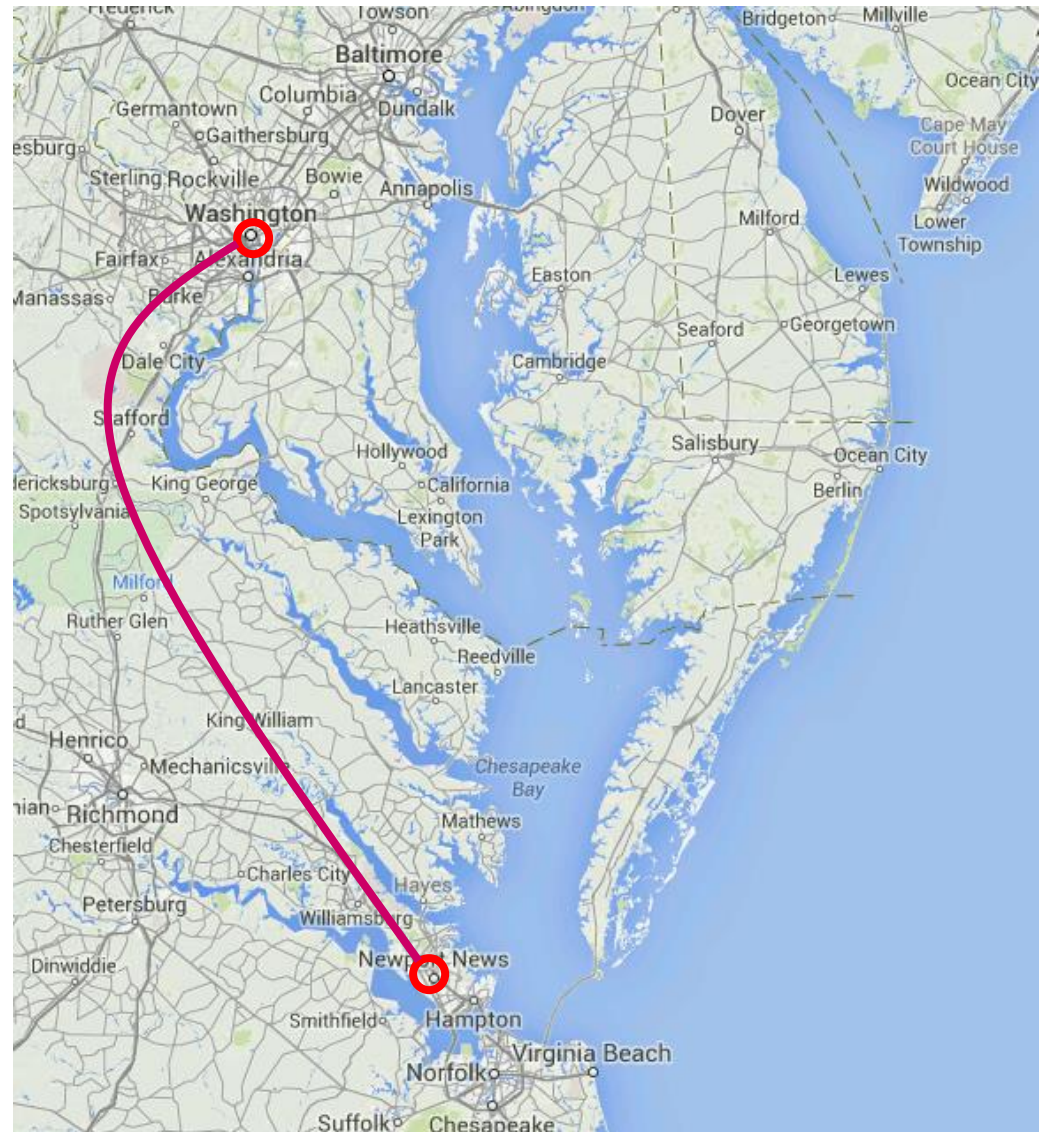 Frederick
Towson
Abingdon
Bridgeton
Millville
Baltimore
Ocean City
Columbia
Dundalk
Germantown
Dover
Gaithersburg
Cape May
Court House
esburg
Sterling
Rockville
Bowie
Annapolis
Wildwood
Washington
Milford
Lower
Township
Fairfax
Alexandria
Easton
Lewes
Manassas
Burke
Seaford
Georgetown
Dale City
Cambridge
Stafford
Salisbury
Hollywood
Ocean City
dericksburg
King George
California
Berlin
Spotsylvania
Lexington
Park
Milford
Ruther Glen
Heathsville
Reedville
Lancaster
King William
d
Henrico
Mechanicsville
Chesapeake
Bay
nian
Richmond
Mathews
Chesterfield
Charles City
Hayes
Petersburg
Williamsburg
Newport News
Dinwiddie
Smithfield
Hampton
Virginia Beach
Norfolk
Suffolk
Chesapeake